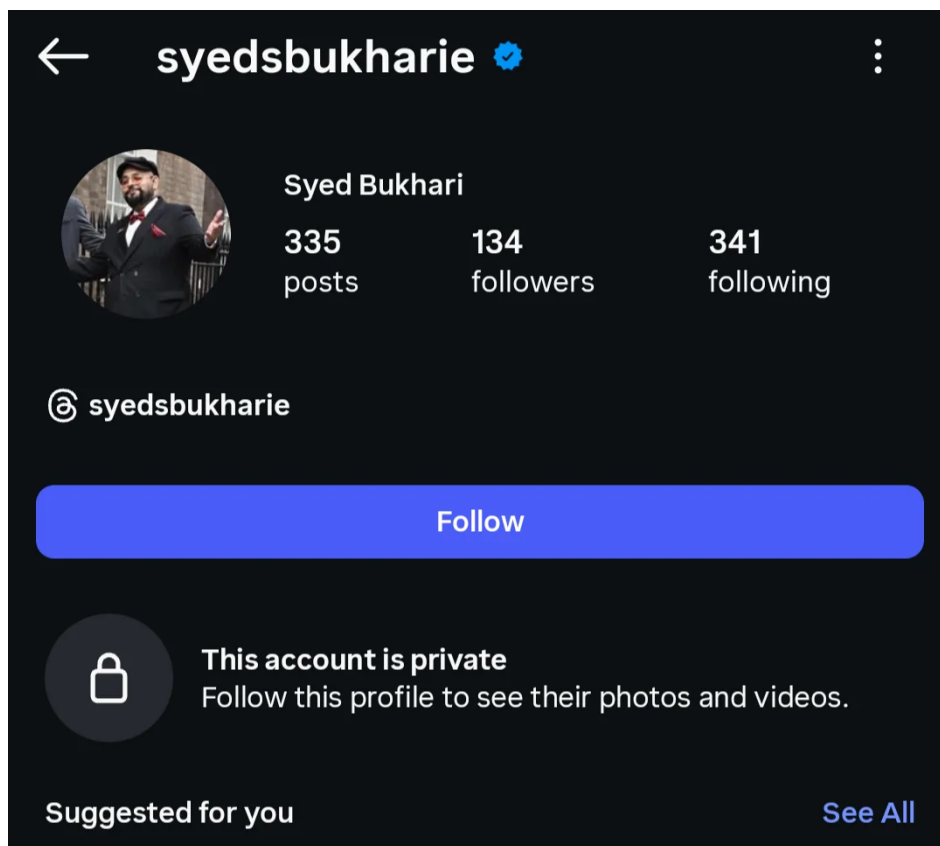 syedsbukharie
Syed Bukhari
335 134 341
posts followers following
syedsbukharie
Follow
This account is private
Follow this profile to see their photos and videos.
Suggested for you See All